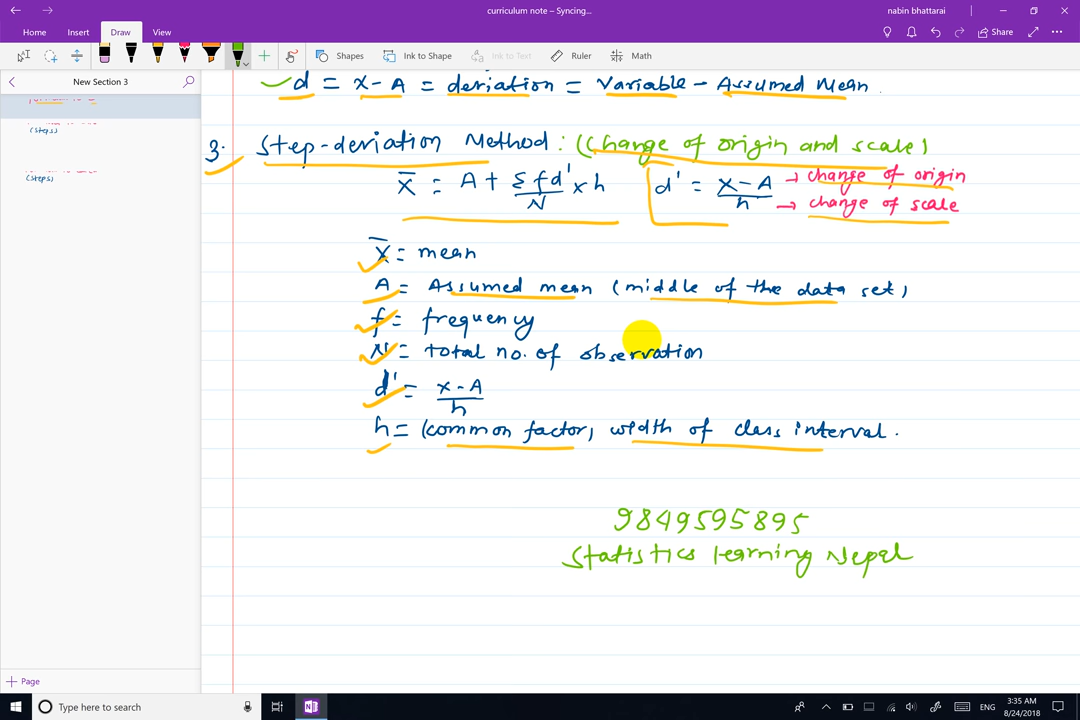 curriculum note – Syncing...
nabin bhattarai
Home Insert Draw View
Share
Shapes Ink to Shape Ink to Text Ruler Math
New Section 3
(steps)
(steps)
d = x - A = deviation = variable - Assumed Mean.
3. Step-deviation Method: (Change of origin and scale)
X̄ = A + Σfd'/N × h d' = X-A/h → change of origin
→ change of scale
X̄ = mean
A = Assumed mean (middle of the data set)
f = frequency
N = total no. of observation
d' = x-A/h
h = (common factor, width of class interval.
9849595895
Statistics learning Nepal
+ Page
Type here to search
ENG
3:35 AM
8/24/2018